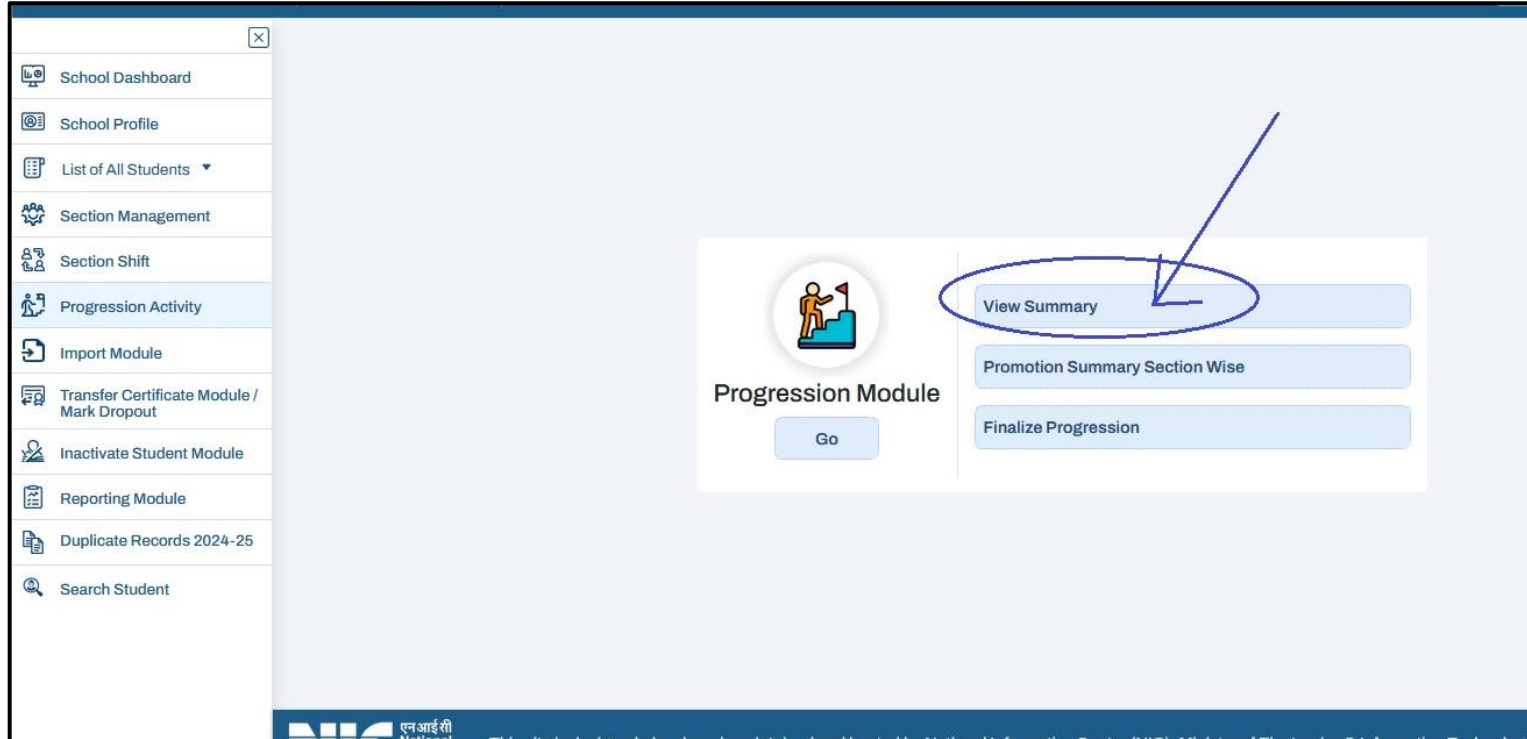 School Dashboard
School Profile
List of All Students
Section Management
Section Shift
Progression Activity
Import Module
Transfer Certificate Module /
Mark Dropout
Inactivate Student Module
Reporting Module
Duplicate Records 2024-25
Search Student
Progression Module
Go
View Summary
Promotion Summary Section Wise
Finalize Progression
एनआईसी
National